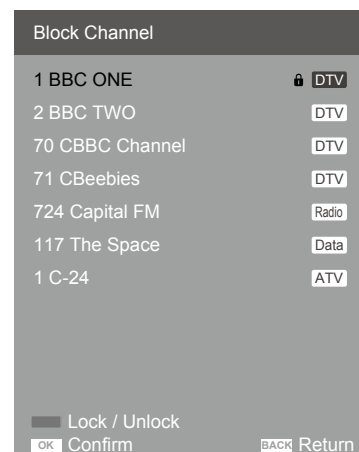 Block Channel
1 BBC ONE DTV
2 BBC TWO DTV
70 CBBC Channel DTV
71 CBeebies DTV
724 Capital FM Radio
117 The Space Data
1 C-24 ATV
Lock / Unlock
OK Confirm BACK Return